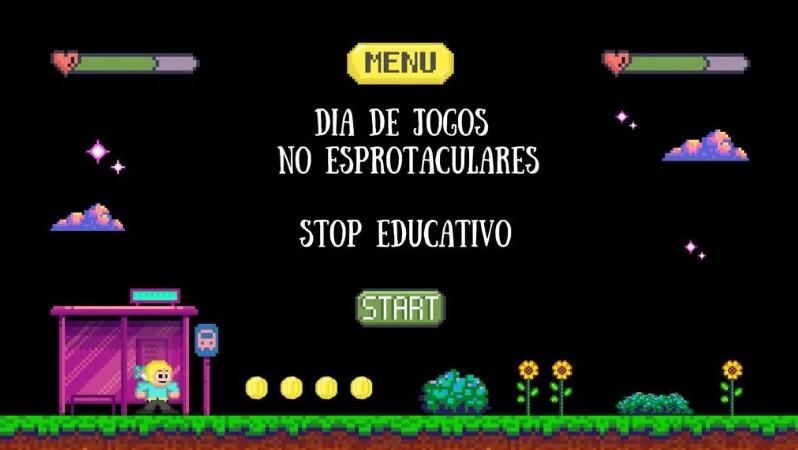 MENU
DIA DE JOGOS
NO ESPROTACULARES
STOP EDUCATIVO
START